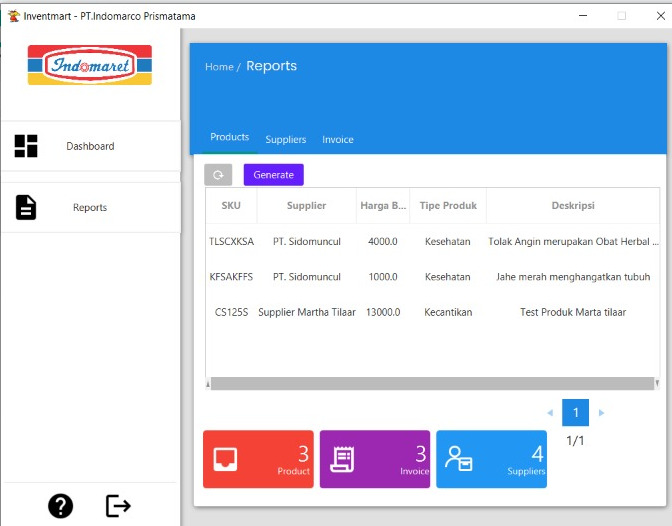 Inventmart - PT.Indomarco Prismatama
Indomaret
Dashboard
Reports
Home / Reports
Products Suppliers Invoice
Generate
SKU Supplier Harga B... Tipe Produk Deskripsi
TLSCXKSA PT. Sidomuncul 4000.0 Kesehatan Tolak Angin merupakan Obat Herbal ...
KFSAKFFS PT. Sidomuncul 1000.0 Kesehatan Jahe merah menghangatkan tubuh
CS125S Supplier Martha Tilaar 13000.0 Kecantikan Test Produk Marta tilaar
1
1/1
3 Product
3 Invoice
4 Suppliers